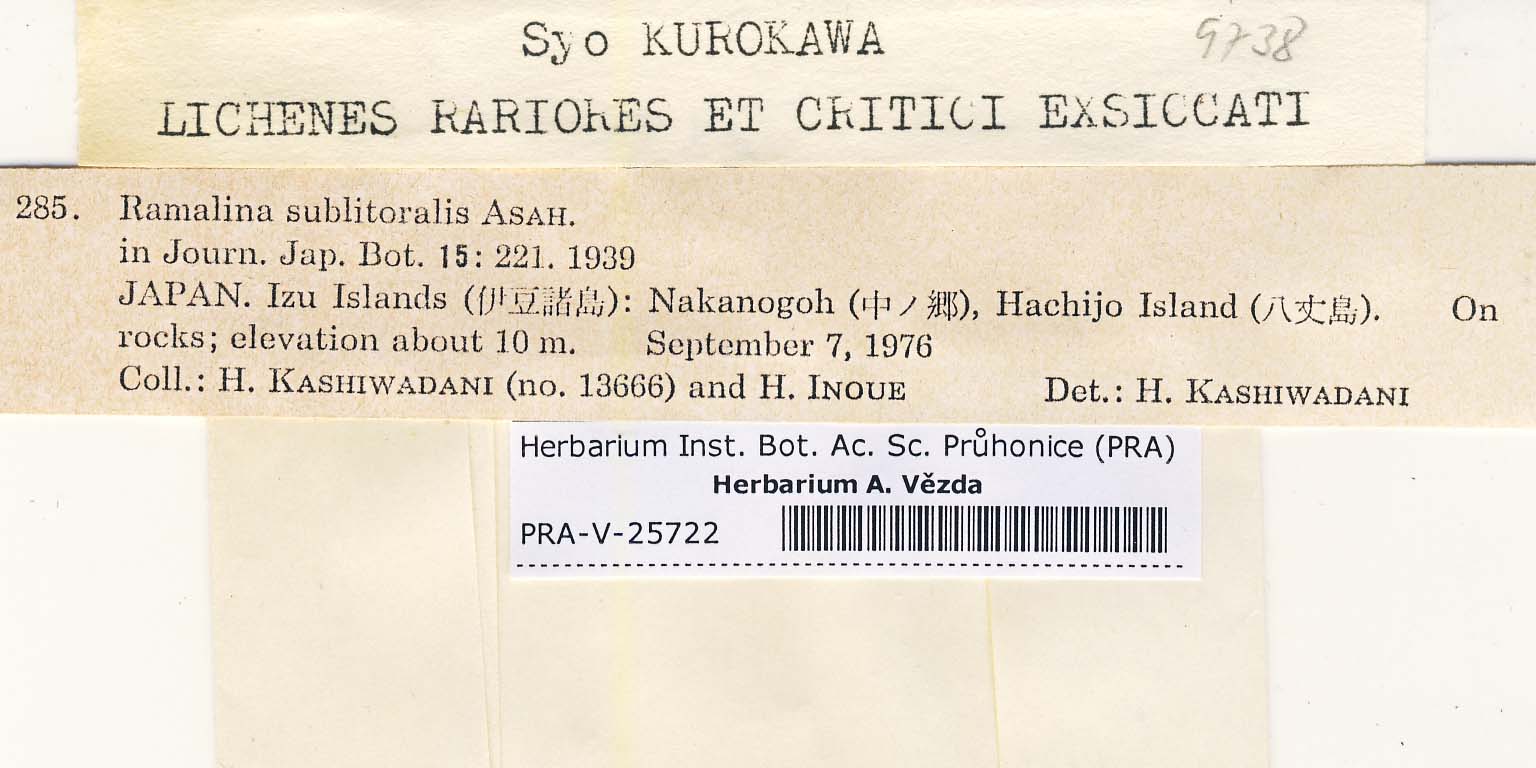 Syo KUROKAWA 9738
LICHENES RARIORES ET CRITICI EXSICCATI
285. Ramalina sublitoralis ASAH.
in Journ. Jap. Bot. 15: 221. 1939
JAPAN. Izu Islands (伊豆諸島): Nakanogoh (中ノ郷), Hachijo Island (八丈島). On
rocks; elevation about 10 m. September 7, 1976
Coll.: H. KASHIWADANI (no. 13666) and H. INOUE Det.: H. KASHIWADANI
Herbarium Inst. Bot. Ac. Sc. Průhonice (PRA)
Herbarium A. Vězda
PRA-V-25722